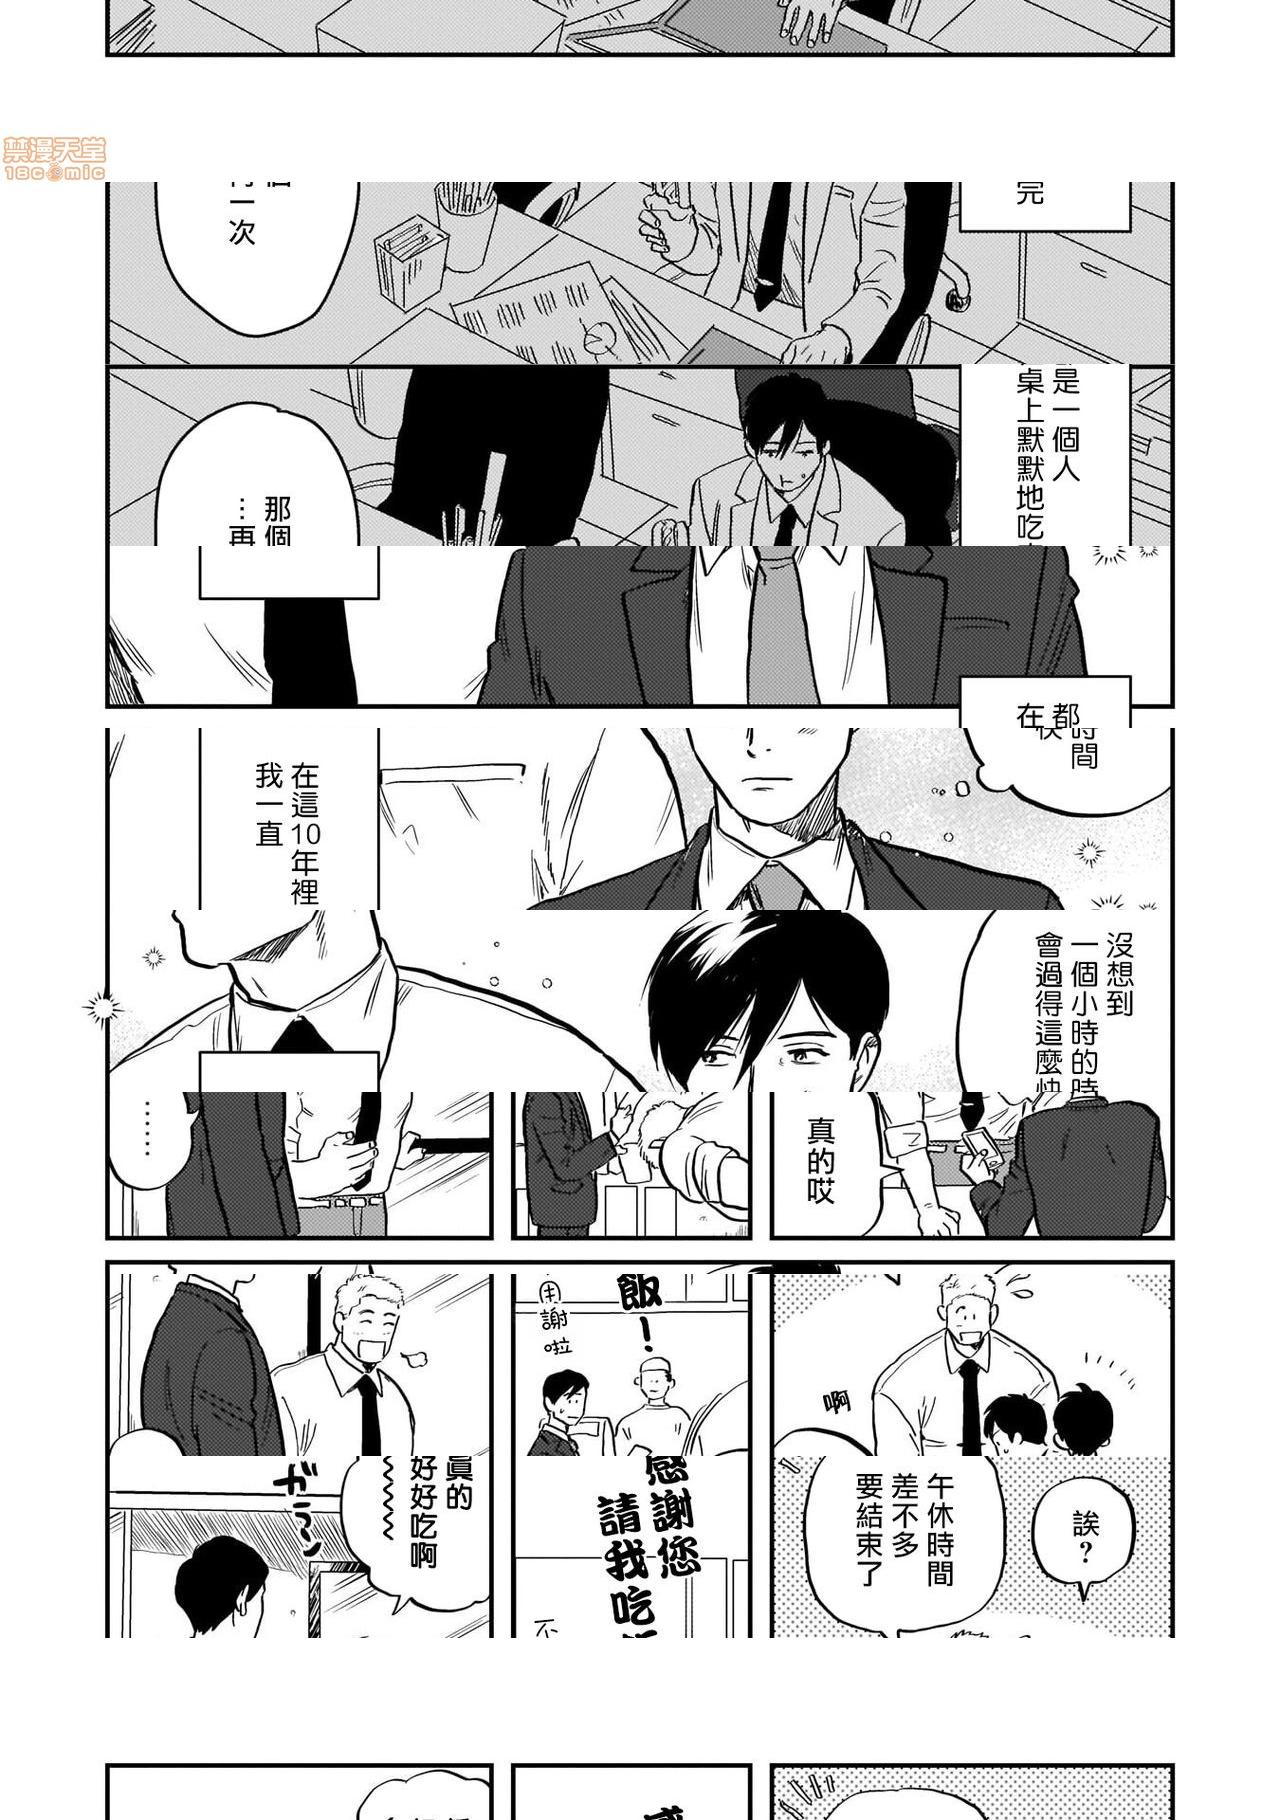 禁漫天堂
18comic
完
一次
是一個人
桌上默默地吃
那個
…再
都
在
間
在這10年裡
我一直
沒想到
一個小時的時
會過得這麼快
真的哎
………
啊
飯！
用謝啦
誒？
午休時間
差不多
要結束了
感謝您
請我吃
不
真的
好好吃啊
ガラーン